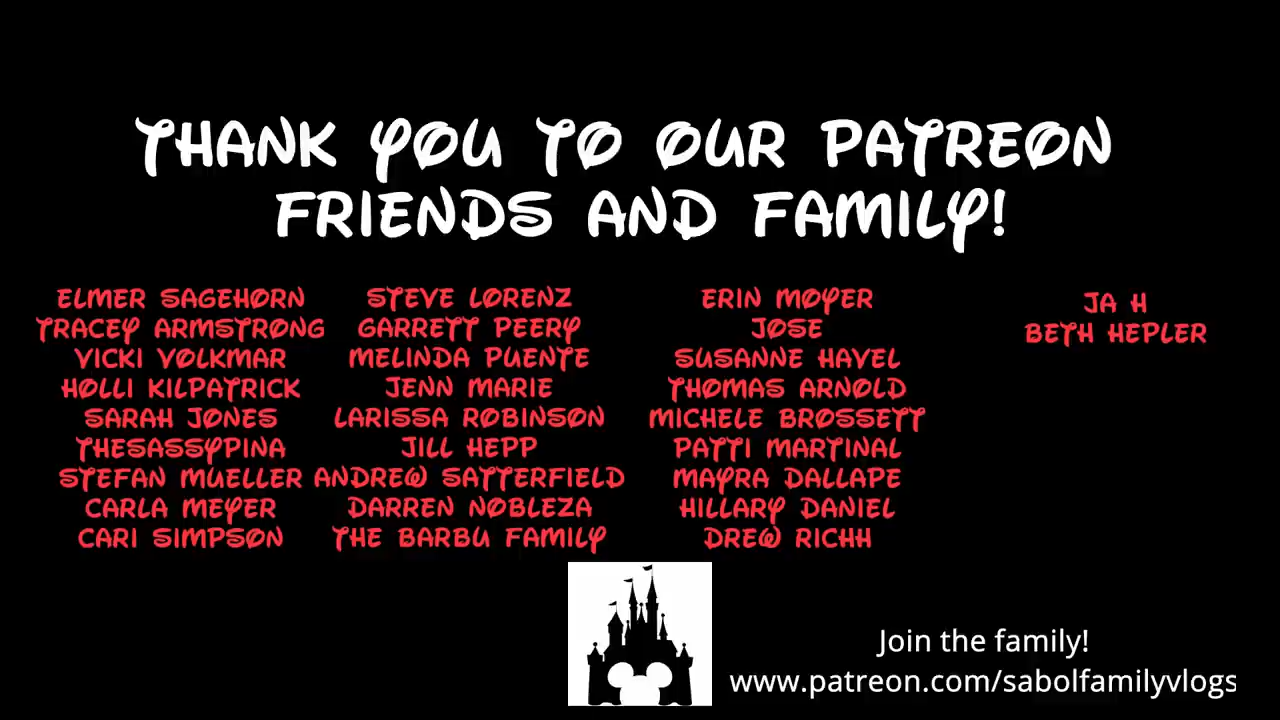 THANK YOU TO OUR PATREON
FRIENDS AND FAMILY!
ELMER SAGEHORN
TRACEY ARMSTRONG
VICKI VOLKMAR
HOLLI KILPATRICK
SARAH JONES
THESASSYPINA
STEFAN MUELLER
CARLA MEYER
CARI SIMPSON
STEVE LORENZ
GARRETT PEERY
MELINDA PUENTE
JENN MARIE
LARISSA ROBINSON
JILL HEPP
ANDREW SATTERFIELD
DARREN NOBLEZA
THE BARBU FAMILY
ERIN MOYER
JOSE
SUSANNE HAVEL
THOMAS ARNOLD
MICHELE BROSSETT
PATTI MARTINAL
MAYRA DALLAPE
HILLARY DANIEL
DREW RICHH
JA H
BETH HEPLER
Join the family!
www.patreon.com/sabolfamilyvlogs